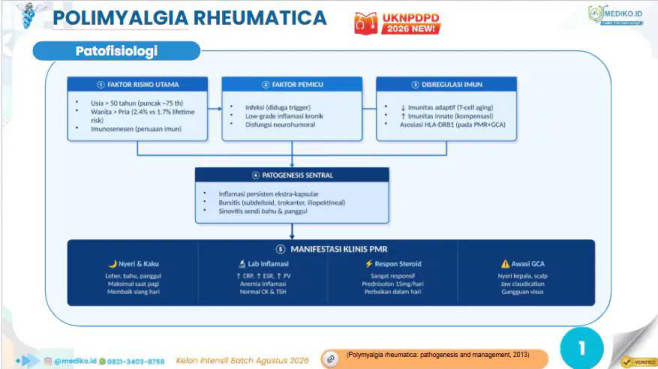 POLIMYALGIA RHEUMATICA
UKNPDPD
2026 NEW!
MEDIKO.ID
Patofisiologi
① FAKTOR RISIKO UTAMA
• Usia > 50 tahun (puncak ~75 th)
• Wanita > Pria (2.4% vs 1.7% lifetime
risk)
• Imunosenesen (penuaan imun)
② FAKTOR PEMICU
• Infeksi (diduga trigger)
• Low-grade inflamasi kronik
• Disfungsi neurohumoral
③ DISREGULASI IMUN
• ↓ Imunitas adaptif (T-cell aging)
• ↑ Imunitas innate (kompensasi)
• Asosiasi HLA-DRB1 (pada PMR+GCA)
④ PATOGENESIS SENTRAL
• Inflamasi persisten ekstra-kapsular
• Bursitis (subdeltoid, trokanter, iliopektineal)
• Sinovitis sendi bahu & panggul
⑤ MANIFESTASI KLINIS PMR
Nyeri & Kaku
Leher, bahu, panggul
Maksimal saat pagi
Membaik siang hari
Lab Inflamasi
↑ CRP, ↑ ESR, ↑ PV
Anemia inflamasi
Normal CK & TSH
Respon Steroid
Sangat responsif
Prednisolon 15mg/hari
Perbaikan dalam hari
Awasi GCA
Nyeri kepala, scalp
Jaw claudication
Gangguan visus
@mediko.id 0821-3403-8758
Kelan Intensif Batch Agustus 2026
(Polymyalgia rheumatica: pathogenesis and management, 2013)
1
VERIFIED